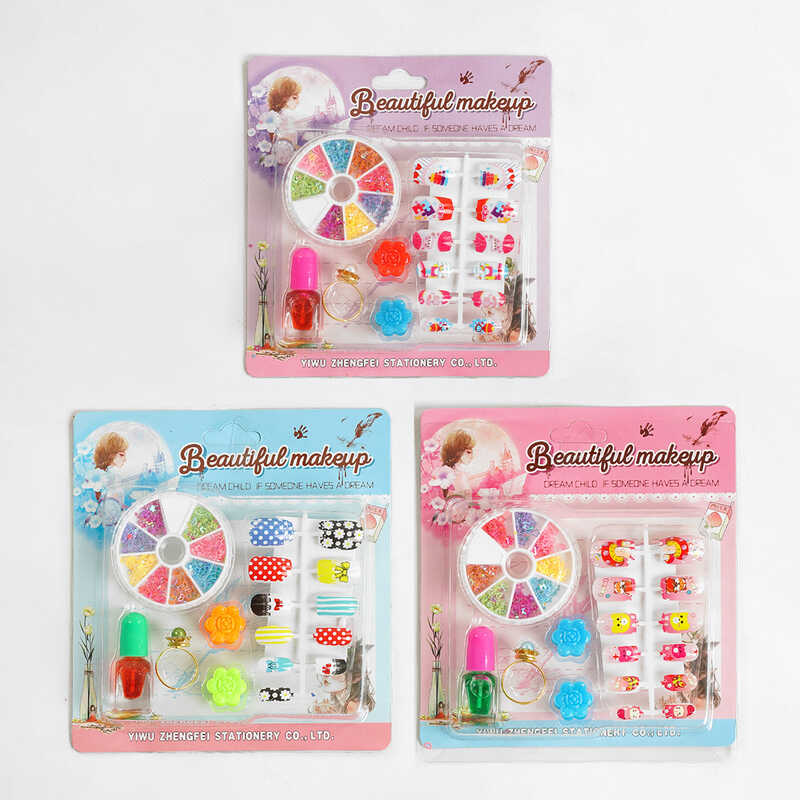 Beautiful makeup
DREAM CHILD IF SOMEONE HAVES A DREAM
YIWU ZHENGFEI STATIONERY CO., LTD.
Beautiful makeup
DREAM CHILD IF SOMEONE HAVES A DREAM
YIWU ZHENGFEI STATIONERY CO., LTD.
Beautiful makeup
DREAM CHILD IF SOMEONE HAVES A DREAM
YIWU ZHENGFEI STATIONERY CO., LTD.